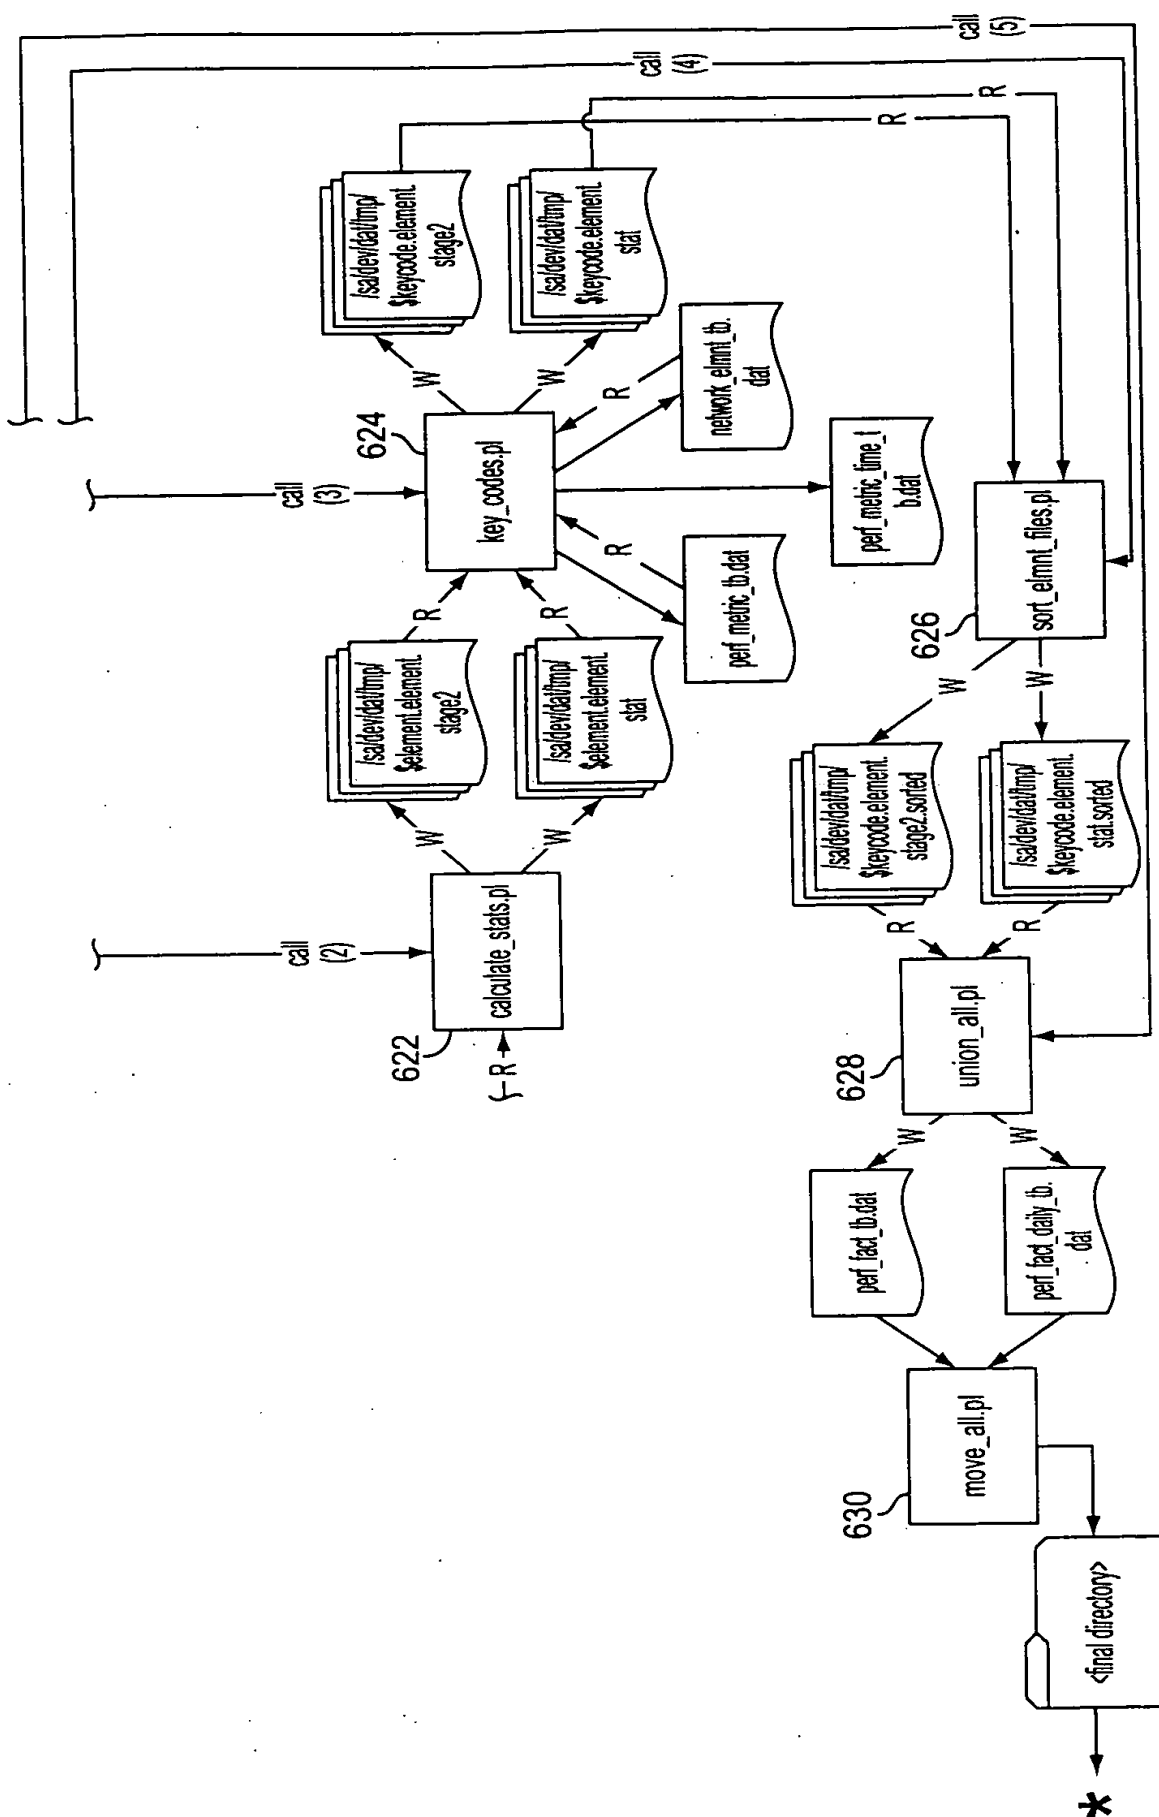 call
(5)
call
(4)
R
R
/sa/dev/dat/tmp/
$keycode.element.
stage2
/sa/dev/dat/tmp/
$keycode.element.
stat
W
W
R
network_elmnt_tb.
dat
624
key_codes.pl
call
(3)
R
perf_metric_tb.dat
perf_metric_time_t
b.dat
R
R
/sa/dev/dat/tmp/
$element.element.
stage2
/sa/dev/dat/tmp/
$element.element.
stat
W
W
call
(2)
calculate_stats.pl
622
R
626
sort_elmnt_files.pl
W
W
/sa/dev/dat/tmp/
$keycode.element.
stage2.sorted
/sa/dev/dat/tmp/
$keycode.element.
stat.sorted
R
R
628
union_all.pl
W
W
perf_fact_tb.dat
perf_fact_daily_tb.
dat
630
move_all.pl
<final directory>
*